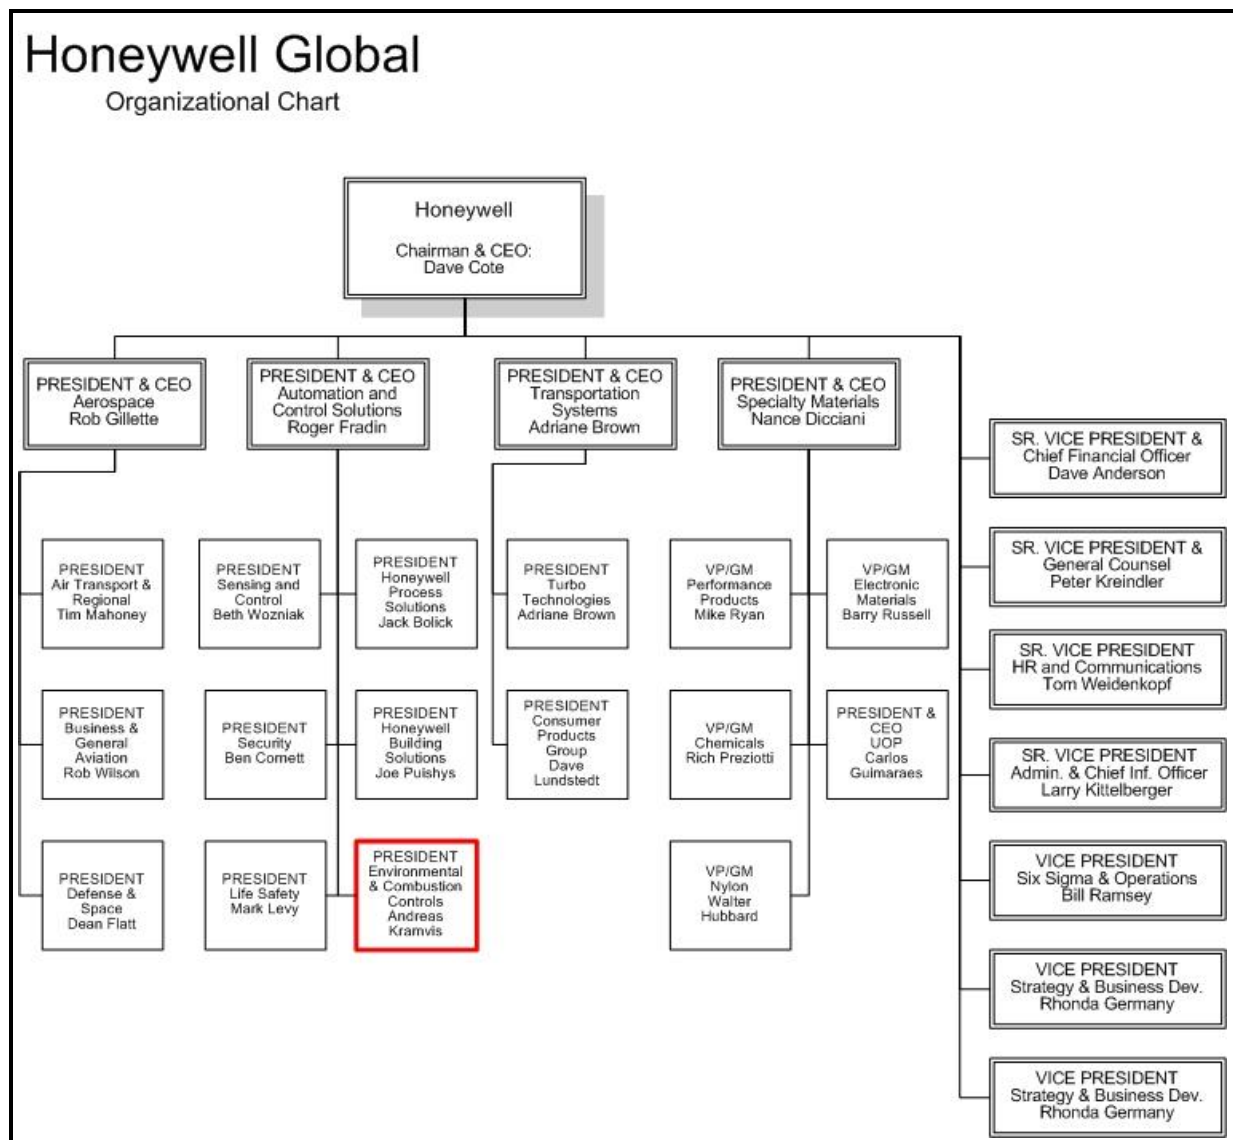 Honeywell Global
Organizational Chart
Honeywell
Chairman & CEO:
Dave Cote
PRESIDENT & CEO
Aerospace
Rob Gillette
PRESIDENT & CEO
Automation and
Control Solutions
Roger Fradin
PRESIDENT & CEO
Transportation
Systems
Adriane Brown
PRESIDENT & CEO
Specialty Materials
Nance Dicciani
SR. VICE PRESIDENT &
Chief Financial Officer
Dave Anderson
SR. VICE PRESIDENT &
General Counsel
Peter Kreindler
SR. VICE PRESIDENT
HR and Communications
Tom Weidenkopf
SR. VICE PRESIDENT
Admin. & Chief Inf. Officer
Larry Kittelberger
VICE PRESIDENT
Six Sigma & Operations
Bill Ramsey
VICE PRESIDENT
Strategy & Business Dev.
Rhonda Germany
VICE PRESIDENT
Strategy & Business Dev.
Rhonda Germany
PRESIDENT
Air Transport &
Regional
Tim Mahoney
PRESIDENT
Sensing and
Control
Beth Wozniak
PRESIDENT
Honeywell
Process
Solutions
Jack Bolick
PRESIDENT
Turbo
Technologies
Adriane Brown
VP/GM
Performance
Products
Mike Ryan
VP/GM
Electronic
Materials
Barry Russell
PRESIDENT
Business &
General
Aviation
Rob Wilson
PRESIDENT
Security
Ben Cornett
PRESIDENT
Honeywell
Building
Solutions
Joe Puishys
PRESIDENT
Consumer
Products
Group
Dave
Lundstedt
VP/GM
Chemicals
Rich Preziotti
PRESIDENT &
CEO
UOP
Carlos
Guimaraes
PRESIDENT
Defense &
Space
Dean Flatt
PRESIDENT
Life Safety
Mark Levy
PRESIDENT
Environmental
& Combustion
Controls
Andreas
Kramvis
VP/GM
Nylon
Walter
Hubbard